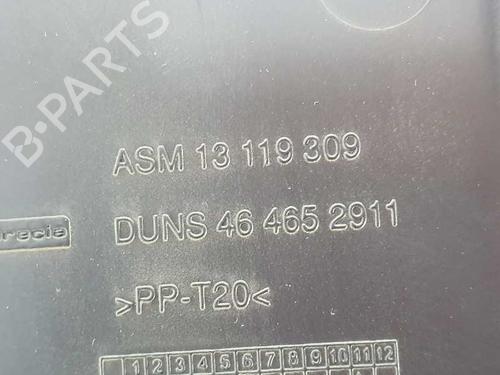 B-PARTS
ASM 13 119 309
DUNS 46 465 2911
>PP-T20<
1 2 3 4 5 6 7 8 9 10 11 12